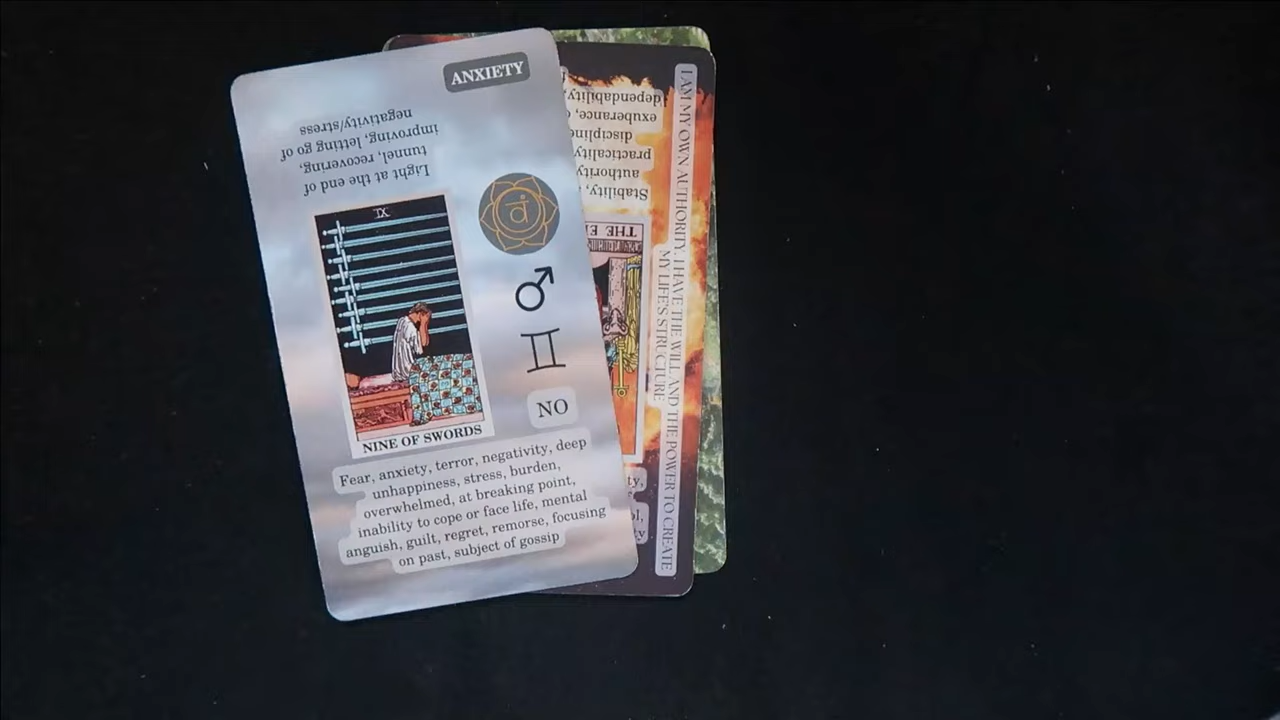 ANXIETY
Light at the end of
tunnel, recovering,
improving, letting go of
negativity/stress
IX
वं
NO
NINE OF SWORDS
Fear, anxiety, terror, negativity, deep
unhappiness, stress, burden,
overwhelmed, at breaking point,
inability to cope or face life, mental
anguish, guilt, regret, remorse, focusing
on past, subject of gossip
Stability,
authority
practicality
discipline
exuberance,
dependability,
THE
I AM MY OWN AUTHORITY. I HAVE THE WILL AND THE POWER TO CREATE
MY LIFE'S STRUCTURE